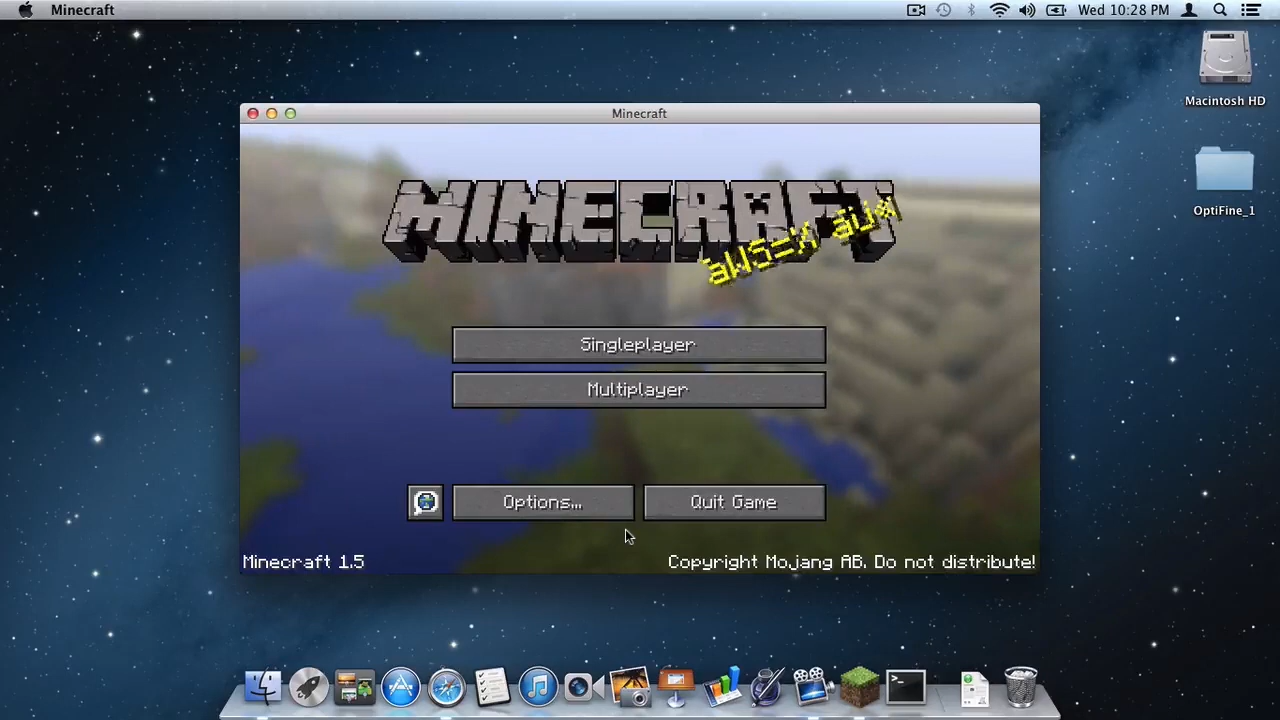 Minecraft
Wed 10:28 PM
Macintosh HD
OptiFine_1
Minecraft
MINECRAFT
Singleplayer
Multiplayer
Options...
Quit Game
Minecraft 1.5
Copyright Mojang AB. Do not distribute!